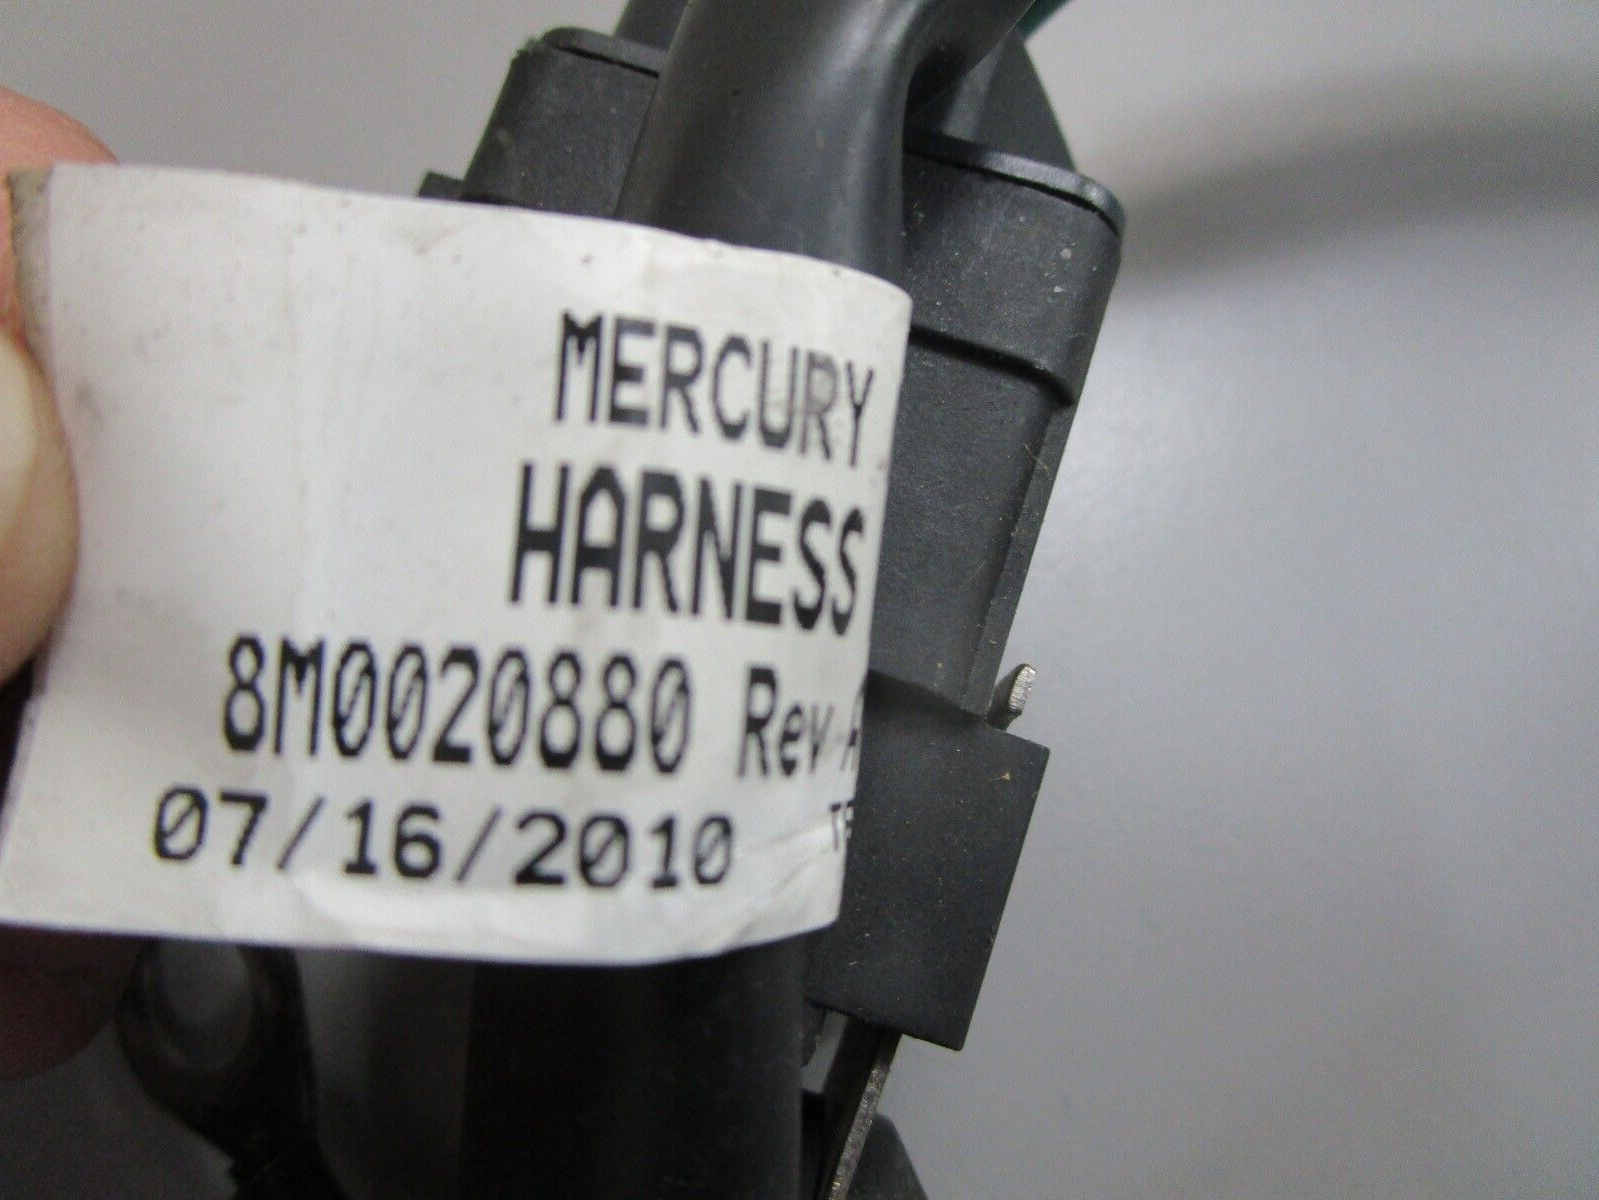 MERCURY
HARNESS
8M0020880 Rev A
07/16/2010